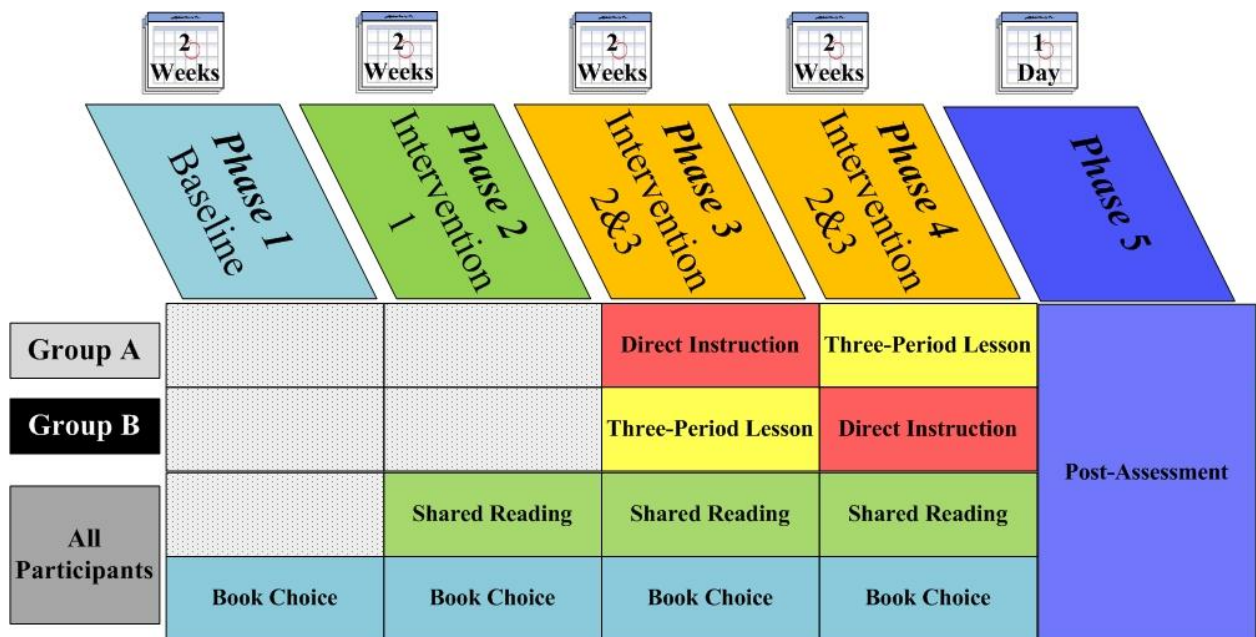 2
Weeks
2
Weeks
2
Weeks
2
Weeks
1
Day
Phase 1
Baseline
Phase 2
Intervention
1
Phase 3
Intervention
2&3
Phase 4
Intervention
2&3
Phase 5
Group A
Direct Instruction
Three-Period Lesson
Group B
Three-Period Lesson
Direct Instruction
Post-Assessment
All
Participants
Shared Reading
Shared Reading
Shared Reading
Book Choice
Book Choice
Book Choice
Book Choice